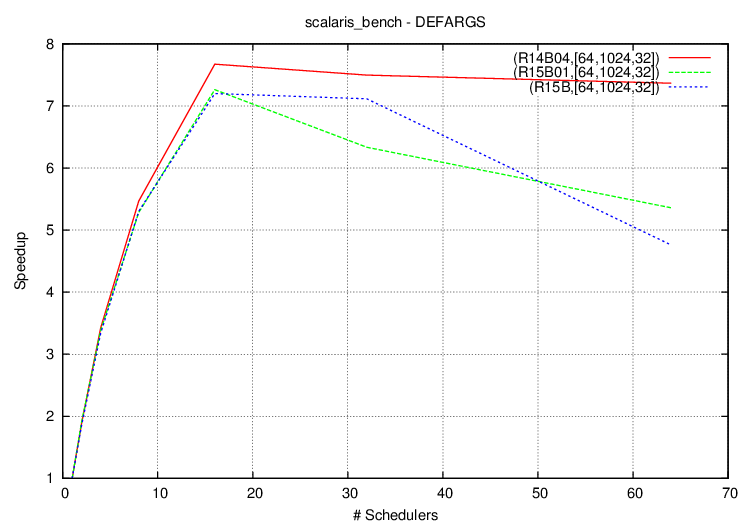 scalaris_bench - DEFARGS
(R14B04,[64,1024,32])
(R15B01,[64,1024,32])
(R15B,[64,1024,32])
8
7
6
5
4
3
2
1
Speedup
0 10 20 30 40 50 60 70
# Schedulers